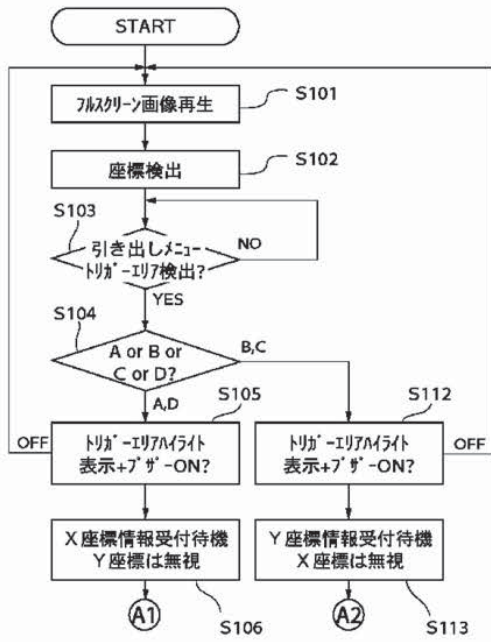 START
フルスクリーン画像再生
S101
座標検出
S102
S103
引き出しメニュー
トリガーエリア検出?
NO
YES
S104
A or B or
C or D?
B,C
A,D
S105
S112
OFF
トリガーエリアハイライト
表示+ブザーON?
トリガーエリアハイライト
表示+ブザーON?
OFF
X座標情報受付待機
Y座標は無視
Y座標情報受付待機
X座標は無視
A1
S106
A2
S113